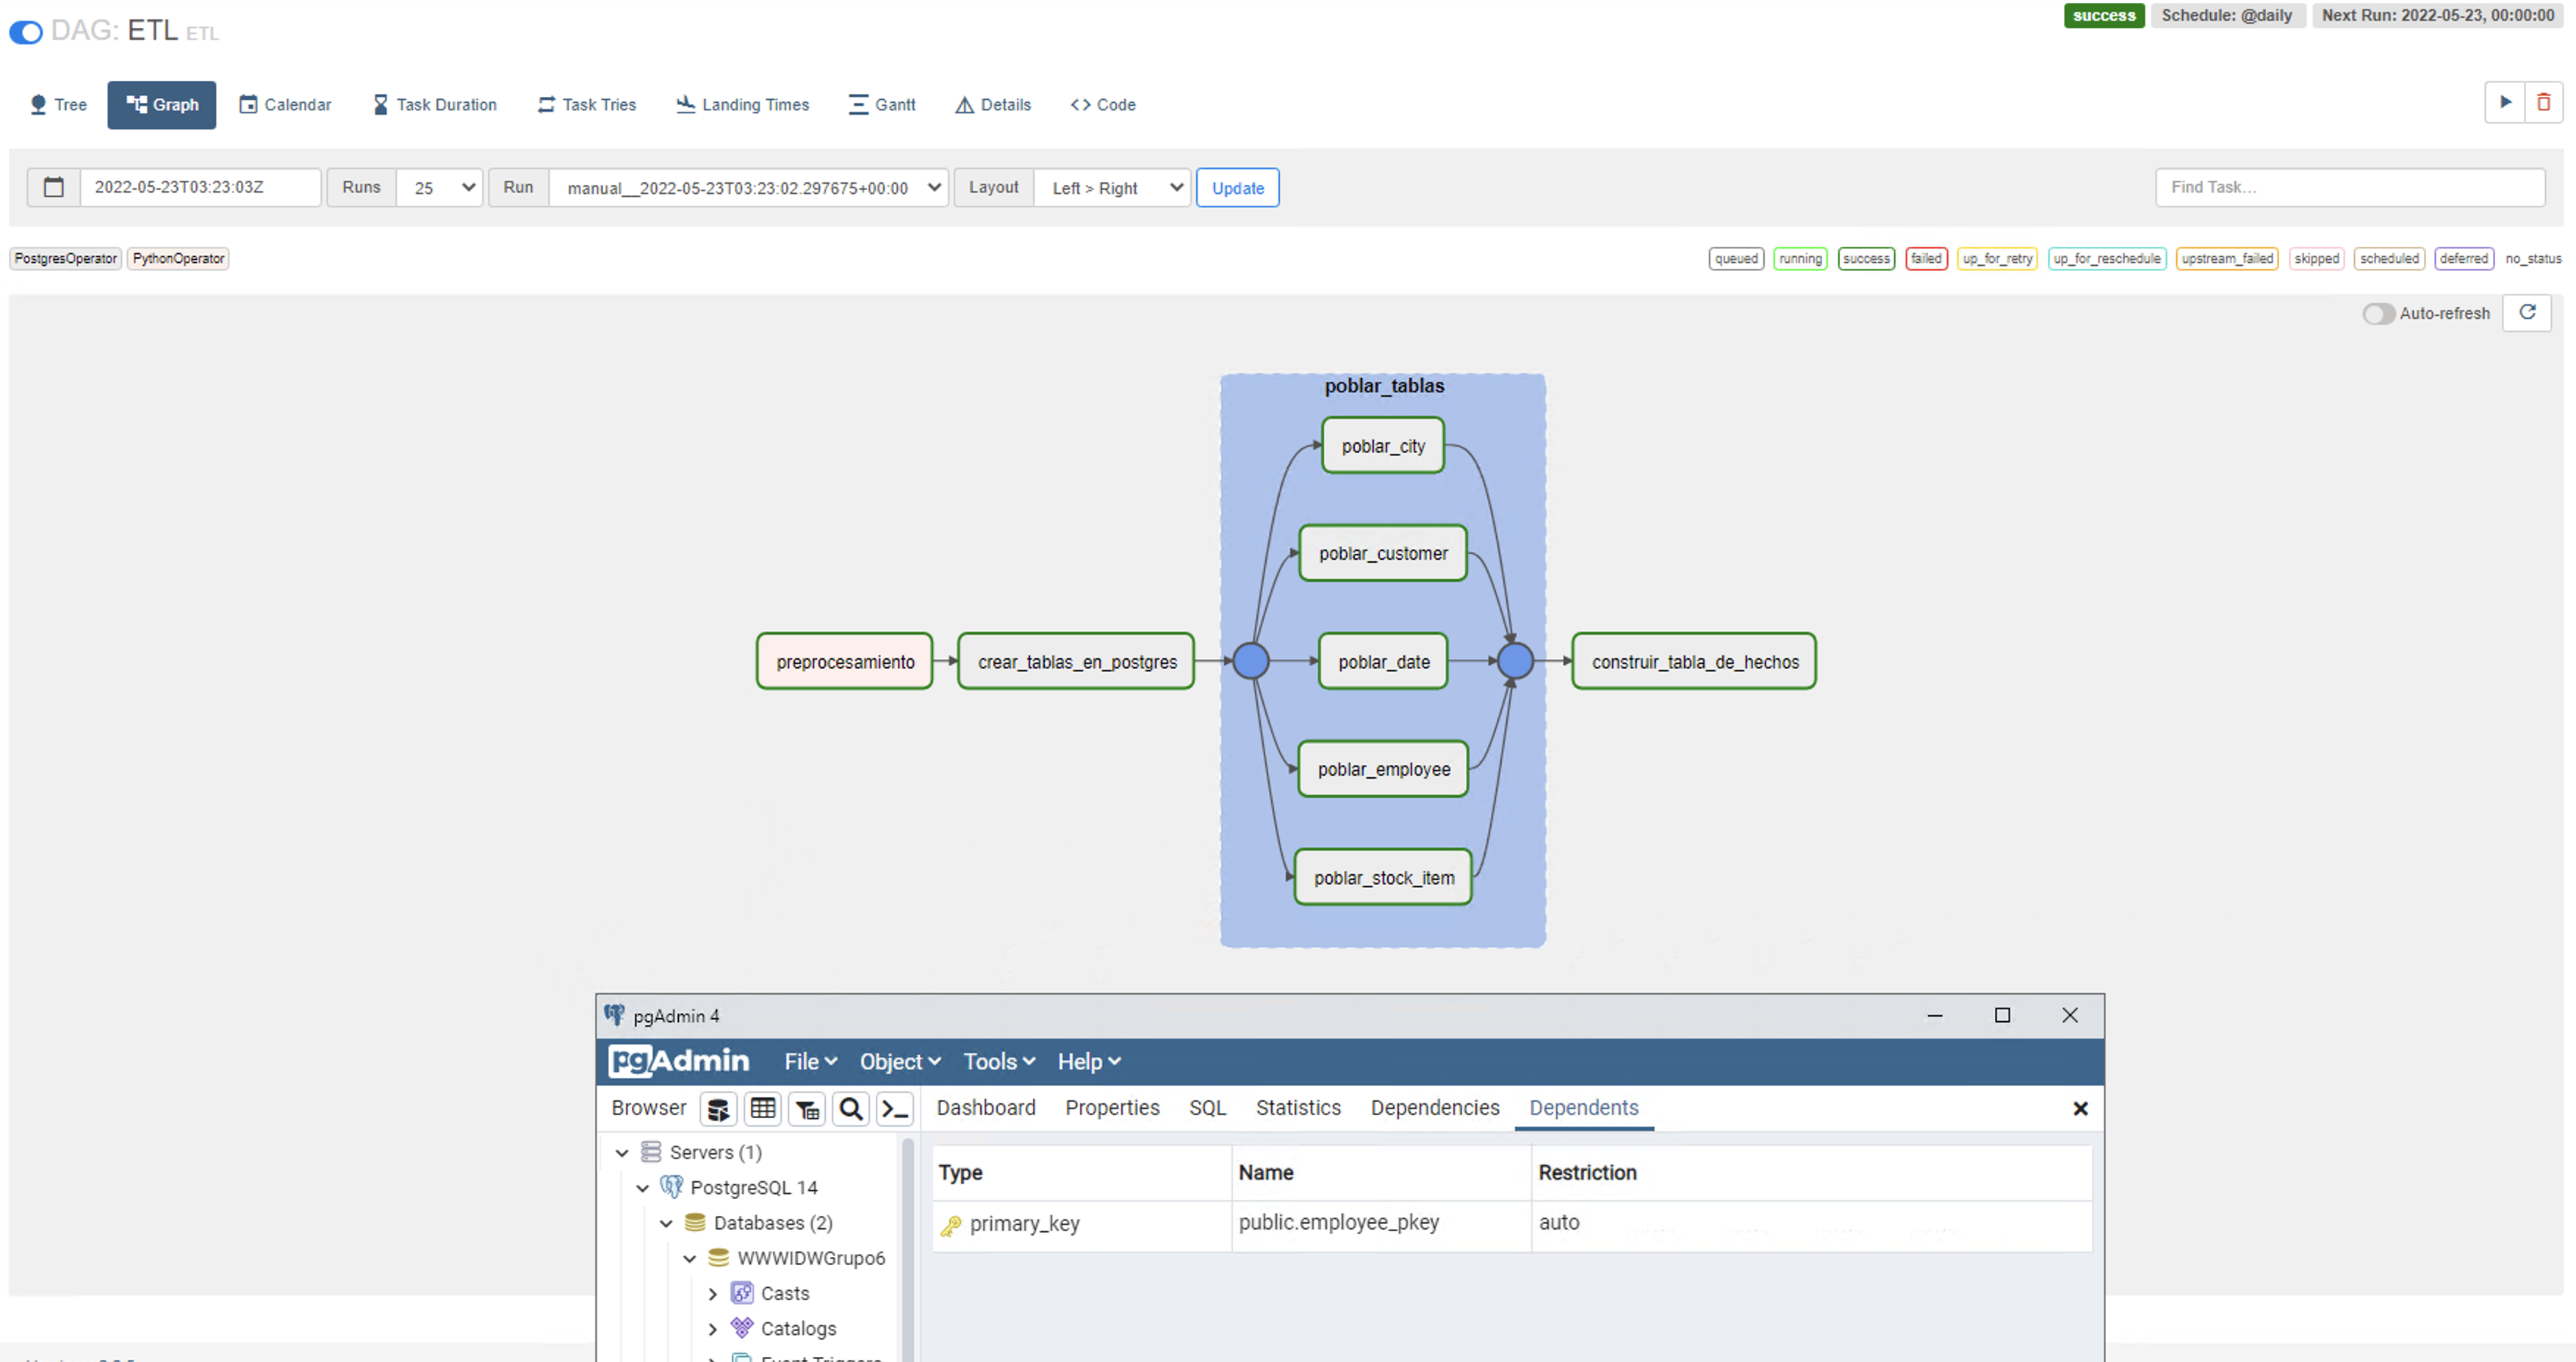 DAG: ETL ETL
success Schedule: @daily Next Run: 2022-05-23, 00:00:00
Tree Graph Calendar Task Duration Task Tries Landing Times Gantt Details <> Code
2022-05-23T03:23:03Z Runs 25 Run manual__2022-05-23T03:23:02.297675+00:00 Layout Left > Right Update Find Task...
PostgresOperator PythonOperator queued running success failed up_for_retry up_for_reschedule upstream_failed skipped scheduled deferred no_status
Auto-refresh
poblar_tablas
poblar_city
poblar_customer
preprocesamiento crear_tablas_en_postgres poblar_date construir_tabla_de_hechos
poblar_employee
poblar_stock_item
pgAdmin 4
pgAdmin File Object Tools Help
Browser Dashboard Properties SQL Statistics Dependencies Dependents
Servers (1)
PostgreSQL 14
Databases (2)
WWWIDWGrupo6
Casts
Catalogs
Event Triggers
Type Name Restriction
primary_key public.employee_pkey auto